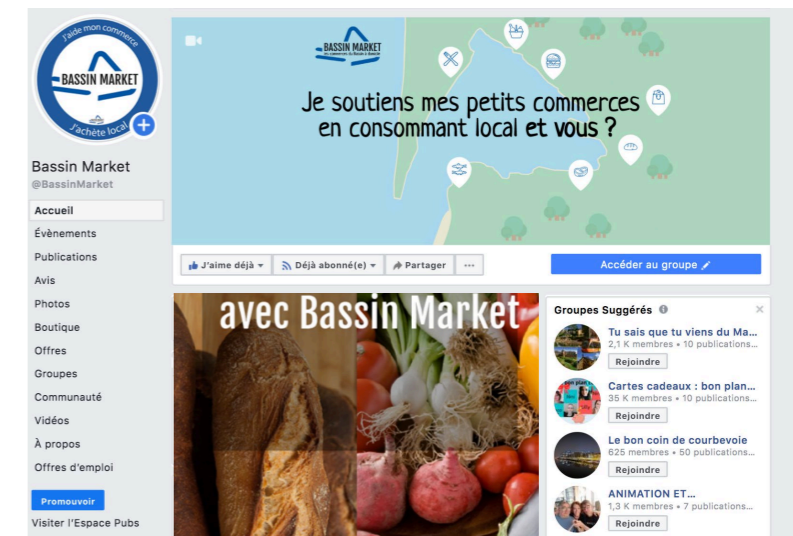 J'aide mon commerce
BASSIN MARKET
J'achète local
Bassin Market
@BassinMarket
Accueil
Évènements
Publications
Avis
Photos
Boutique
Offres
Groupes
Communauté
Vidéos
À propos
Offres d'emploi
Promouvoir
Visiter l'Espace Pubs
BASSIN MARKET
Je soutiens mes petits commerces
en consommant local et vous ?
J'aime déjà
Déjà abonné(e)
Partager
...
Accéder au groupe
avec Bassin Market
Groupes Suggérés
Tu sais que tu viens du Ma...
2,1 K membres • 10 publications...
Rejoindre
Cartes cadeaux : bon plan...
35 K membres • 10 publications...
Rejoindre
Le bon coin de courbevoie
625 membres • 50 publications...
Rejoindre
ANIMATION ET...
1,3 K membres • 7 publications...
Rejoindre